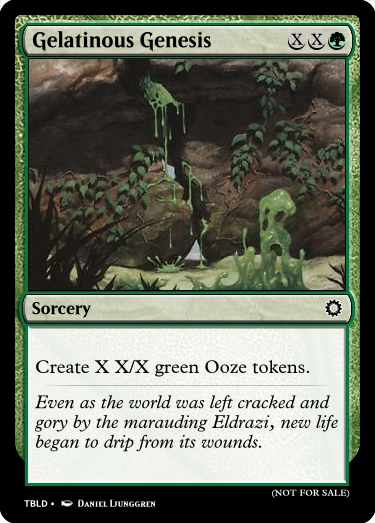 Gelatinous Genesis XX
Sorcery
Create X X/X green Ooze tokens.
Even as the world was left cracked and
gory by the marauding Eldrazi, new life
began to drip from its wounds.
(NOT FOR SALE)
TBLD • Daniel Ljunggren